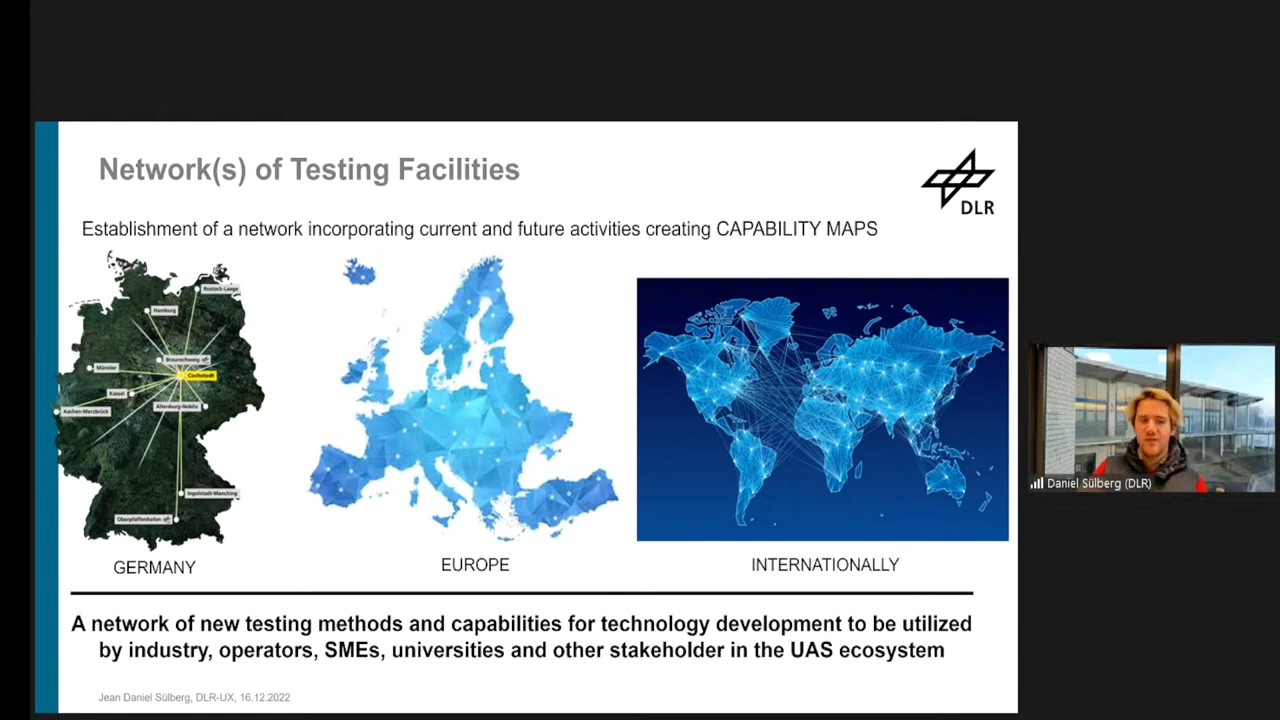 Network(s) of Testing Facilities
DLR
Establishment of a network incorporating current and future activities creating CAPABILITY MAPS
Rostock-Laage
Hamburg
Braunschweig
Münster
Cochstedt
Kassel
Altenburg-Nobitz
Aachen-Merzbrück
Ingolstadt-Manching
Oberpfaffenhofen
GERMANY
EUROPE
INTERNATIONALLY
A network of new testing methods and capabilities for technology development to be utilized
by industry, operators, SMEs, universities and other stakeholder in the UAS ecosystem
Jean Daniel Sülberg, DLR-UX, 16.12.2022
Daniel Sülberg (DLR)